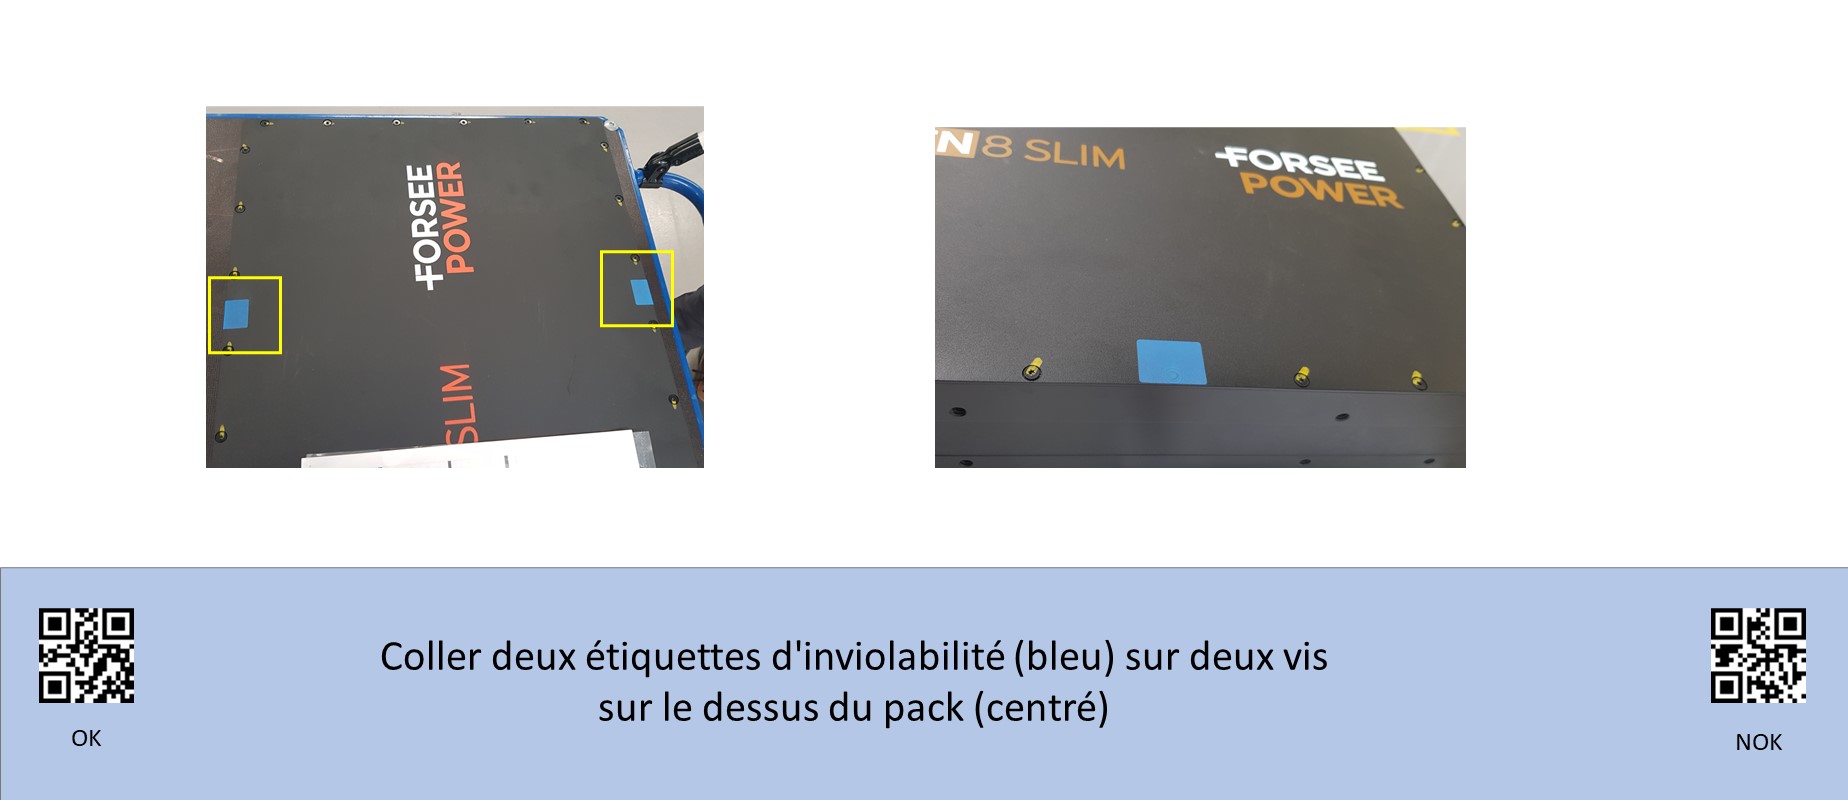 FORSEE
POWER
SLIM
N 8 SLIM
FORSEE
POWER
Coller deux étiquettes d'inviolabilité (bleu) sur deux vis
sur le dessus du pack (centré)
OK
NOK